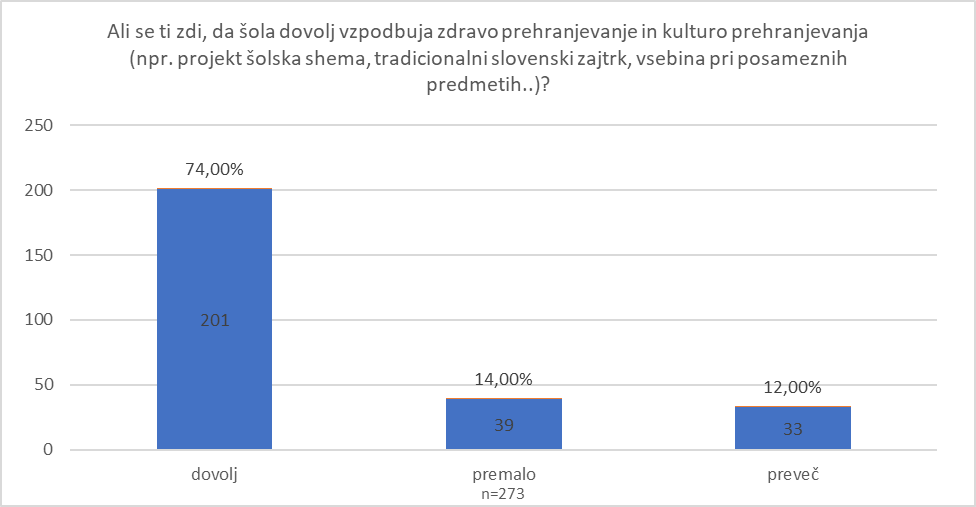 Ali se ti zdi, da šola dovolj vzpodbuja zdravo prehranjevanje in kulturo prehranjevanja
(npr. projekt šolska shema, tradicionalni slovenski zajtrk, vsebina pri posameznih
predmetih..)?
250
200
150
100
50
0
74,00%
201
14,00%
39
12,00%
33
dovolj
premalo
preveč
n=273